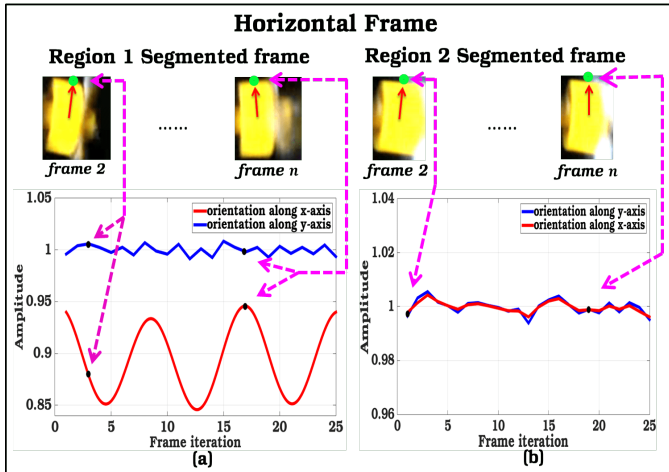 Horizontal Frame
Region 1 Segmented frame
Region 2 Segmented frame
......
......
frame 2
frame n
frame 2
frame n
1.05
1
0.95
0.9
0.85
Amplitude
orientation along x-axis
orientation along y-axis
0
5
10
15
20
25
Frame iteration
(a)
1.04
1.02
1
0.98
0.96
Amplitude
orientation along y-axis
orientation along x-axis
0
5
10
15
20
25
Frame iteration
(b)